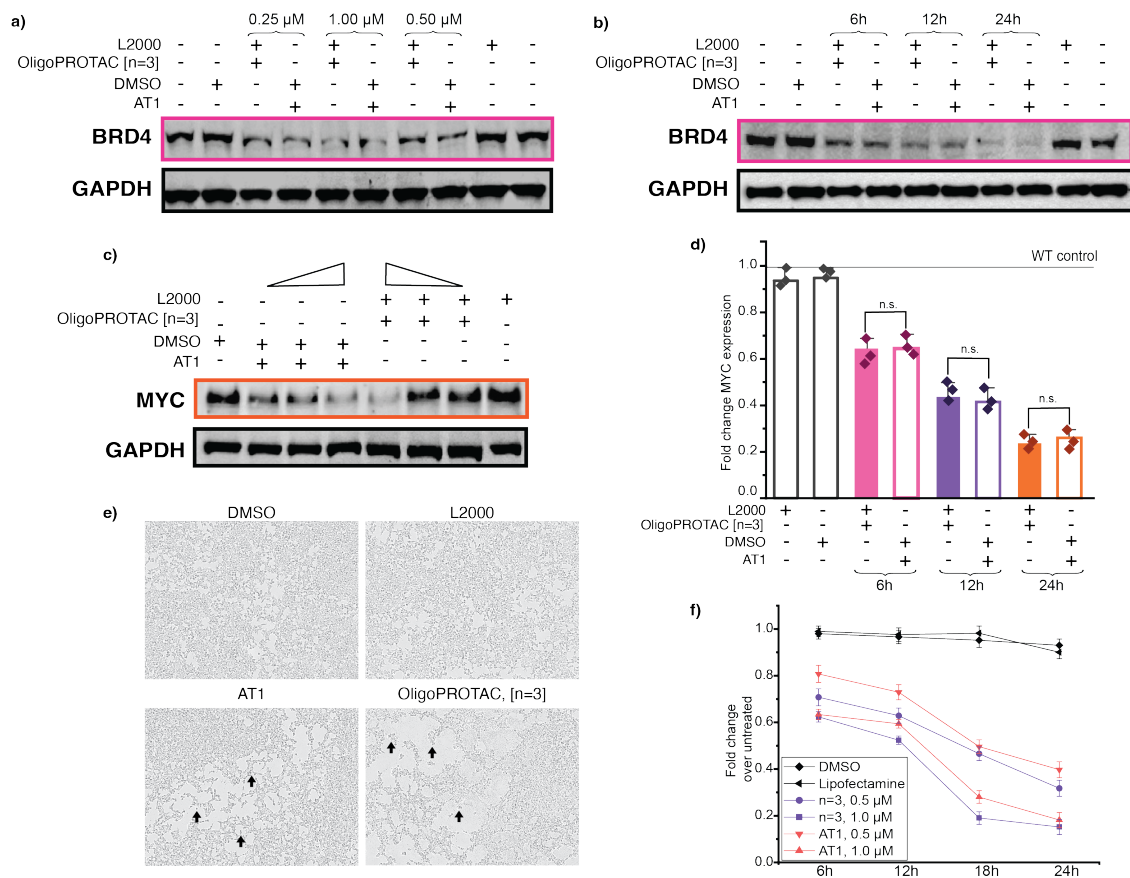 a)
0.25 µM 1.00 µM 0.50 µM
L2000 - - + - + - + - + -
OligoPROTAC [n=3] - - + - + - + - - -
DMSO - + - + - + - + - -
AT1 - - - + - + - + - -
BRD4
GAPDH
b)
6h 12h 24h
L2000 - - + - + - + - + -
OligoPROTAC [n=3] - - + - + - + - - -
DMSO - + - + - + - + - -
AT1 - - - + - + - + - -
BRD4
GAPDH
c)
L2000 - - - - + + + +
OligoPROTAC [n=3] - - - - + + + -
DMSO + + + + - - - -
AT1 - + + + - - - -
MYC
GAPDH
d)
WT control
1.0
0.8
0.6
0.4
0.2
0.0
Fold change MYC expression
n.s.
n.s.
n.s.
L2000 + - + - + - + -
OligoPROTAC [n=3] - - + - + - + -
DMSO - + - + - + - +
AT1 - - - + - + - +
6h 12h 24h
e)
DMSO L2000
AT1 OligoPROTAC, [n=3]
f)
1.0
0.8
0.6
0.4
0.2
0.0
Fold change
over untreated
DMSO
Lipofectamine
n=3, 0.5 µM
n=3, 1.0 µM
AT1, 0.5 µM
AT1, 1.0 µM
6h 12h 18h 24h